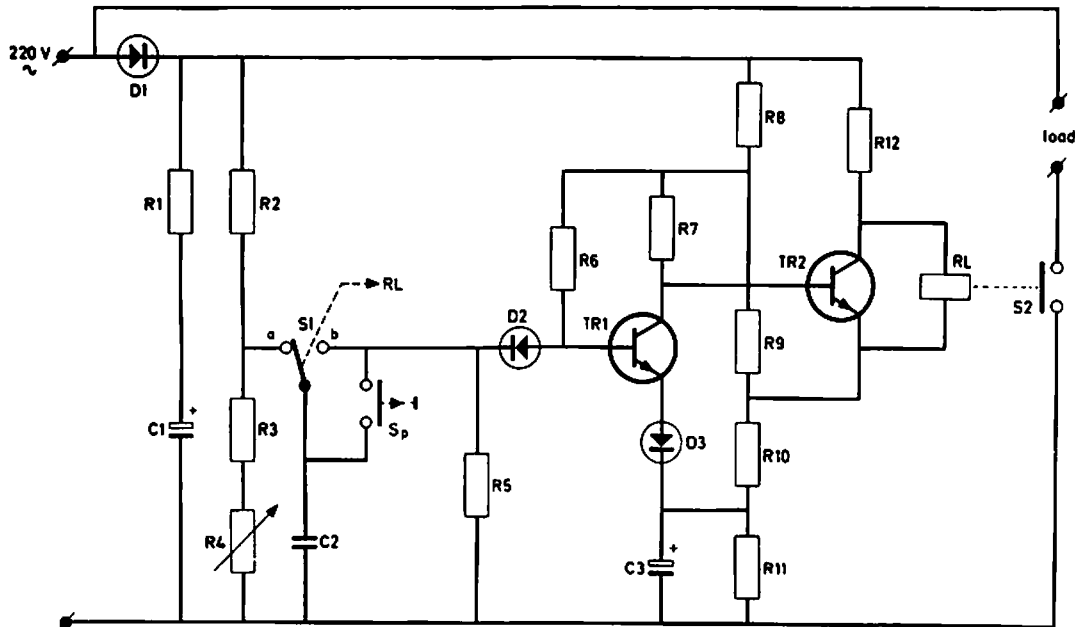 220 V
~
D1
R8
R12
load
R1
R2
R6
R7
TR2
RL
S2
RL
S1
a
b
D2
TR1
R9
+
C1
R3
Sp
D3
R10
R5
R4
C2
+
C3
R11